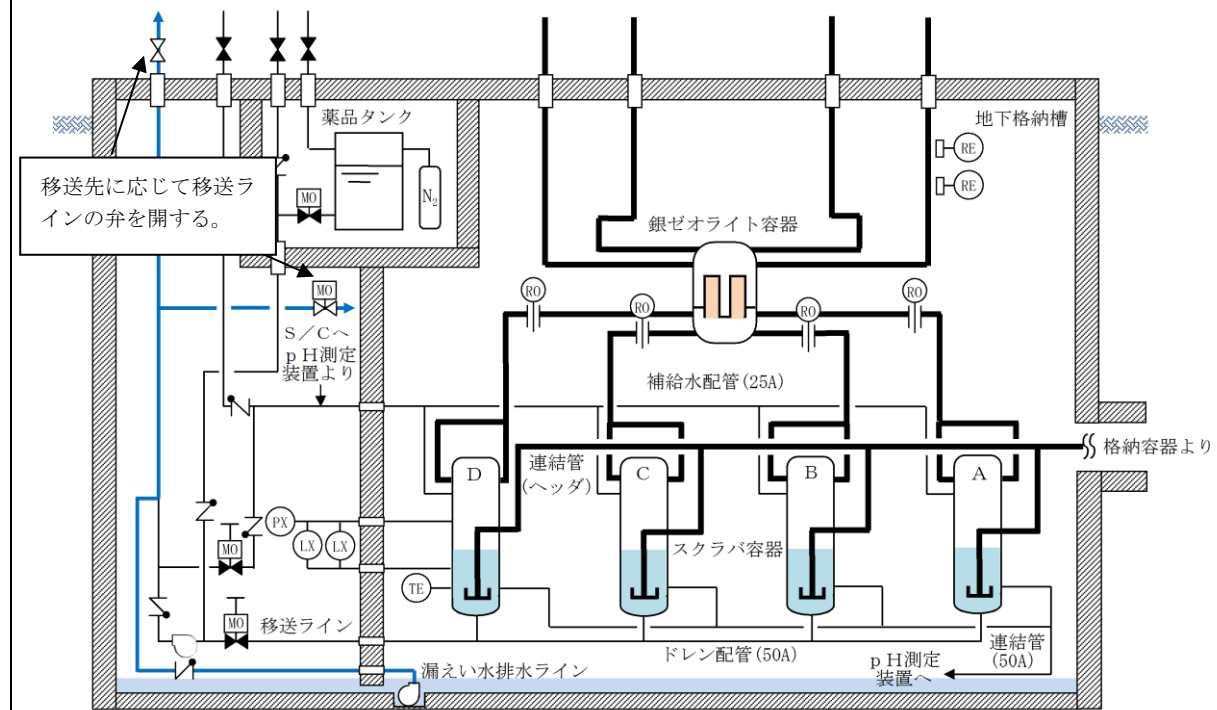 薬品タンク
地下格納槽
RE
RE
移送先に応じて移送ラ
インの弁を開する。
MO
N₂
銀ゼオライト容器
MO
RO
RO
RO
RO
S/Cへ
pH測定
装置より
補給水配管(25A)
格納容器より
連結管
(ヘッダ)
D
C
B
A
PX
LX
LX
MO
スクラバ容器
TE
MO
移送ライン
ドレン配管(50A)
連結管
(50A)
漏えい水排水ライン
pH測定
装置へ